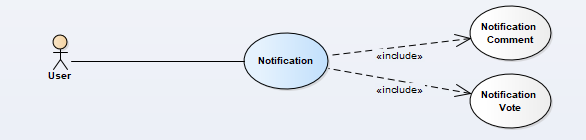 User
Notification
«include»
Notification
Comment
«include»
Notification
Vote